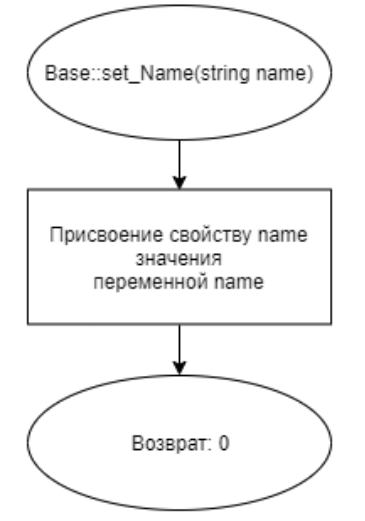 Base::set_Name(string name)
Присвоение свойству name
значения
переменной name
Возврат: 0